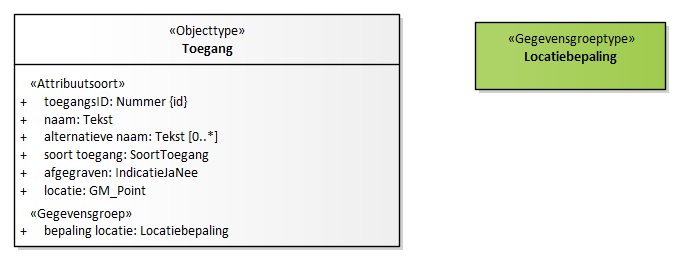 «Objecttype»
Toegang
«Attribuutsoort»
+ toegangsID: Nummer {id}
+ naam: Tekst
+ alternatieve naam: Tekst [0..*]
+ soort toegang: SoortToegang
+ afgegraven: IndicatieJaNee
+ locatie: GM_Point
«Gegevensgroep»
+ bepaling locatie: Locatiebepaling
«Gegevensgroeptype»
Locatiebepaling